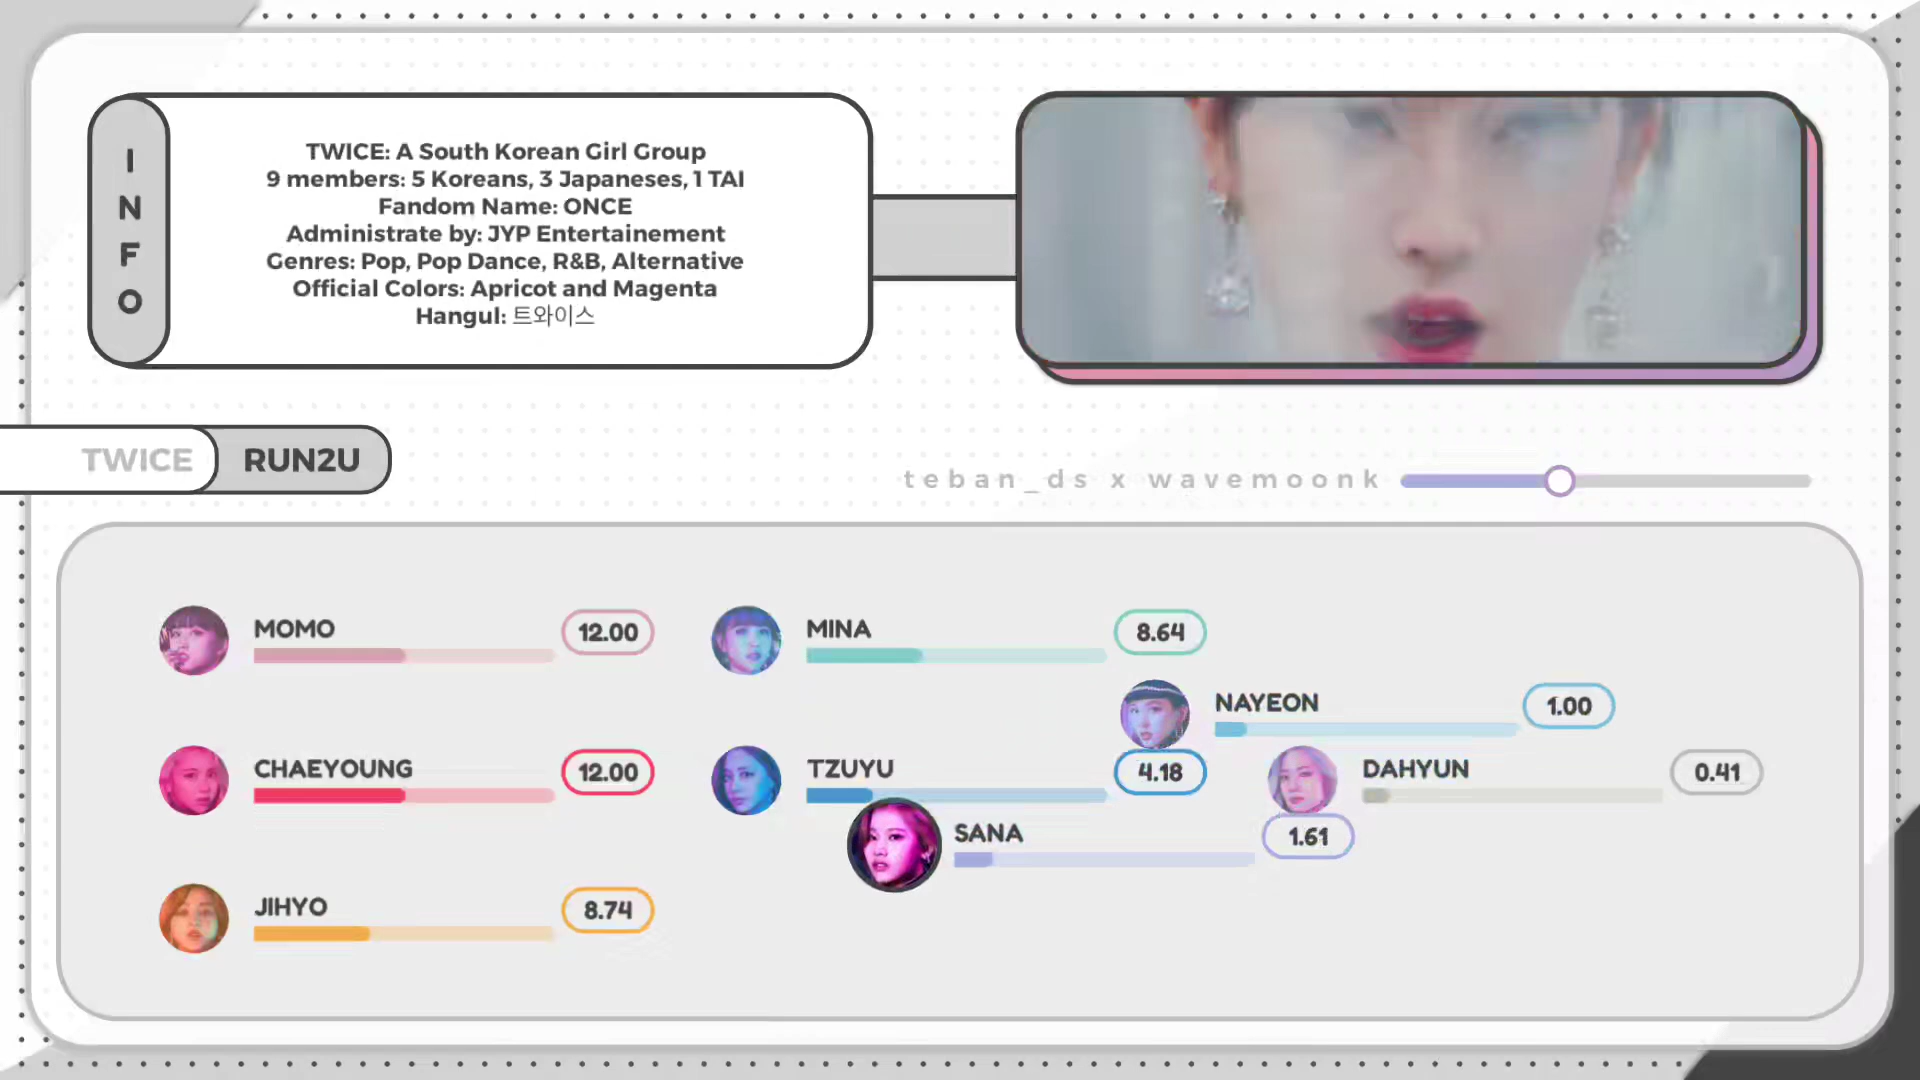 INFO
TWICE: A South Korean Girl Group
9 members: 5 Koreans, 3 Japaneses, 1 TAI
Fandom Name: ONCE
Administrate by: JYP Entertainement
Genres: Pop, Pop Dance, R&B, Alternative
Official Colors: Apricot and Magenta
Hangul: 트와이스
TWICE RUN2U
teban_ds x wavemoonk
MOMO 12.00
MINA 8.64
NAYEON 1.00
CHAEYOUNG 12.00
TZUYU 4.18
DAHYUN 0.41
SANA 1.61
JIHYO 8.74